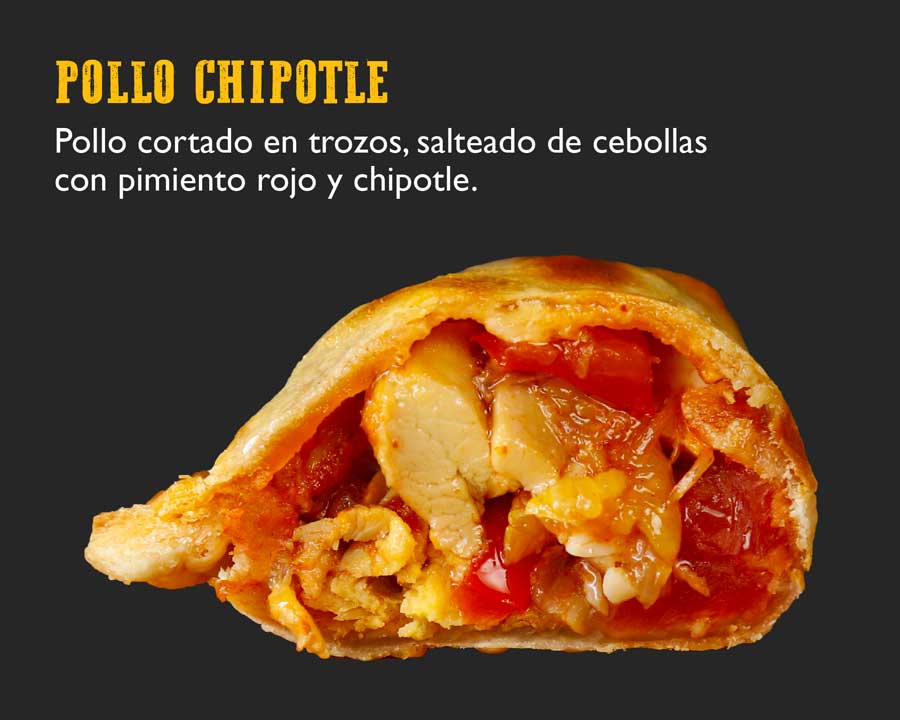 POLLO CHIPOTLE
Pollo cortado en trozos, salteado de cebollas
con pimiento rojo y chipotle.